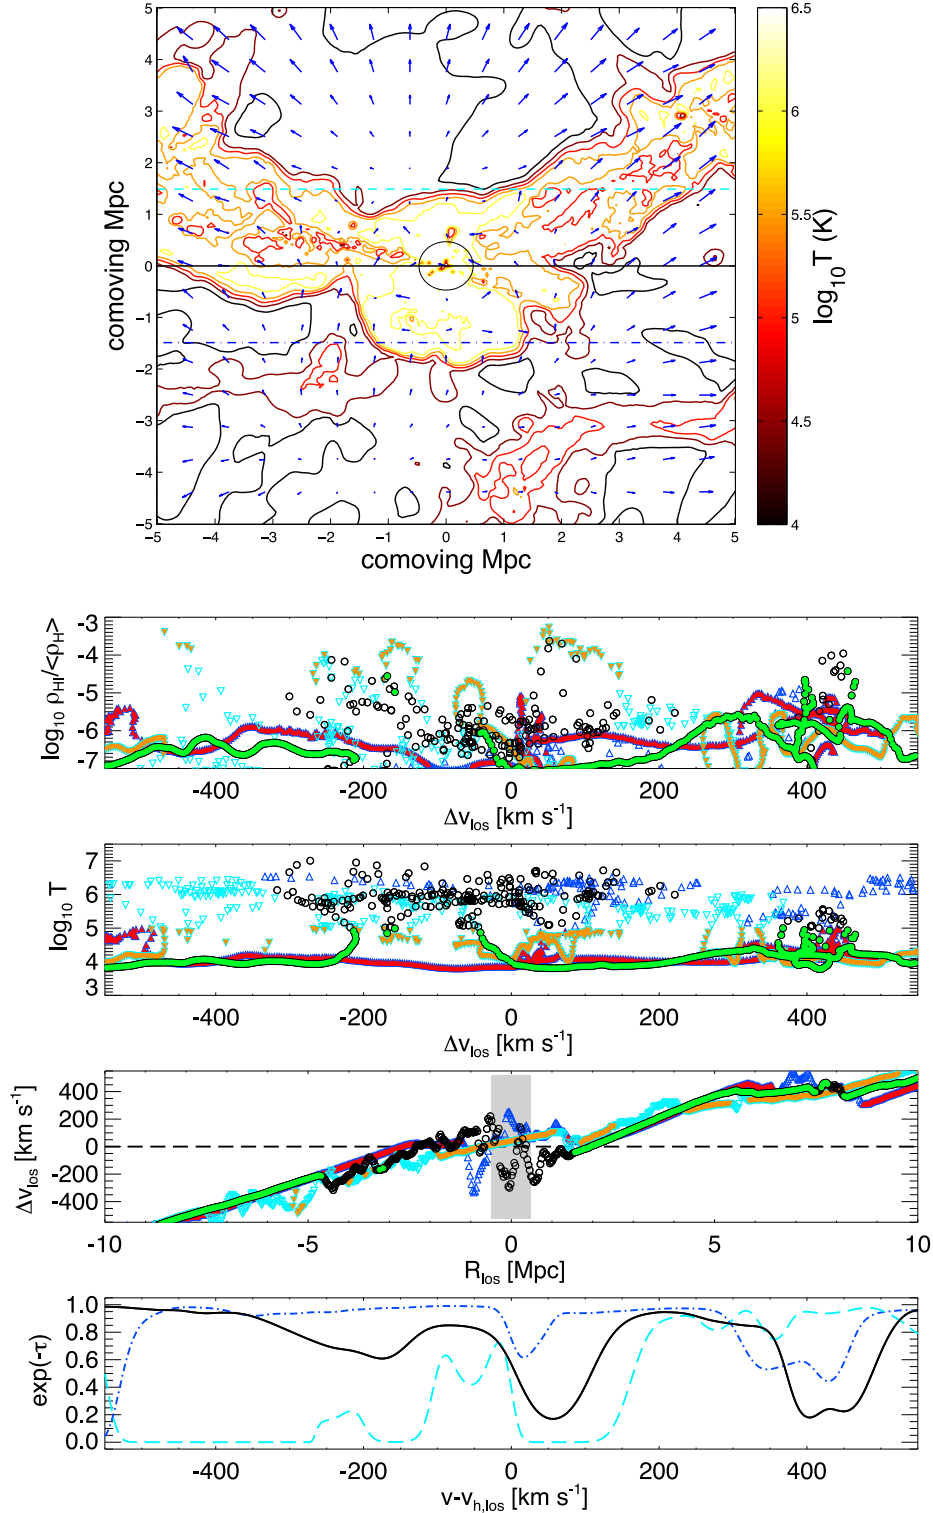 5
4
3
2
1
0
−1
−2
−3
−4
−5
comoving Mpc
−5 −4 −3 −2 −1 0 1 2 3 4 5
comoving Mpc
6.5
6
5.5
5
4.5
4
log10 T (K)
-3
-4
-5
-6
-7
log10 ρHI/<ρH>
-400 -200 0 200 400
Δvlos [km s-1]
7
6
5
4
3
log10 T
-400 -200 0 200 400
Δvlos [km s-1]
400
200
0
-200
-400
Δvlos [km s-1]
-10 -5 0 5 10
Rlos [Mpc]
1.0
0.8
0.6
0.4
0.2
0.0
exp(-τ)
-400 -200 0 200 400
v-vh,los [km s-1]